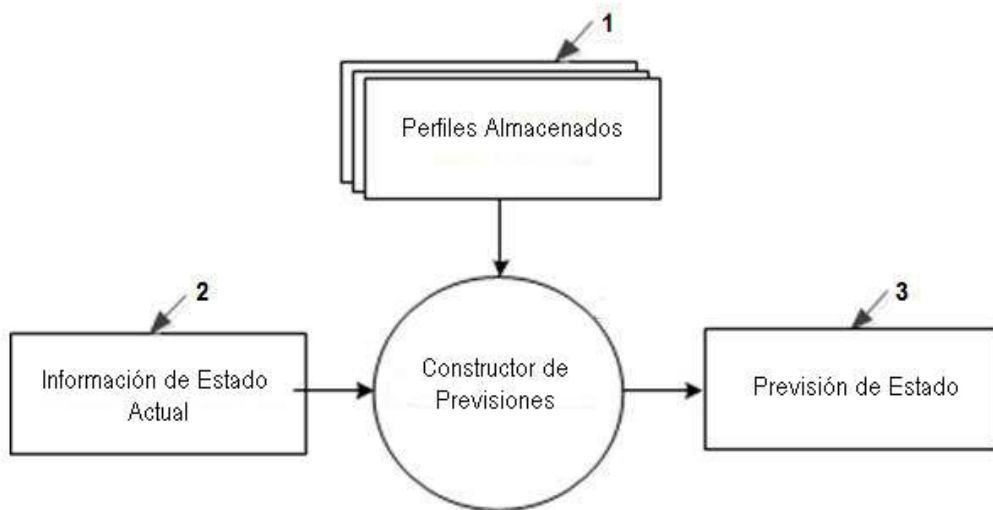 1
Perfiles Almacenados
2
3
Información de Estado
Actual
Constructor de
Previsiones
Previsión de Estado